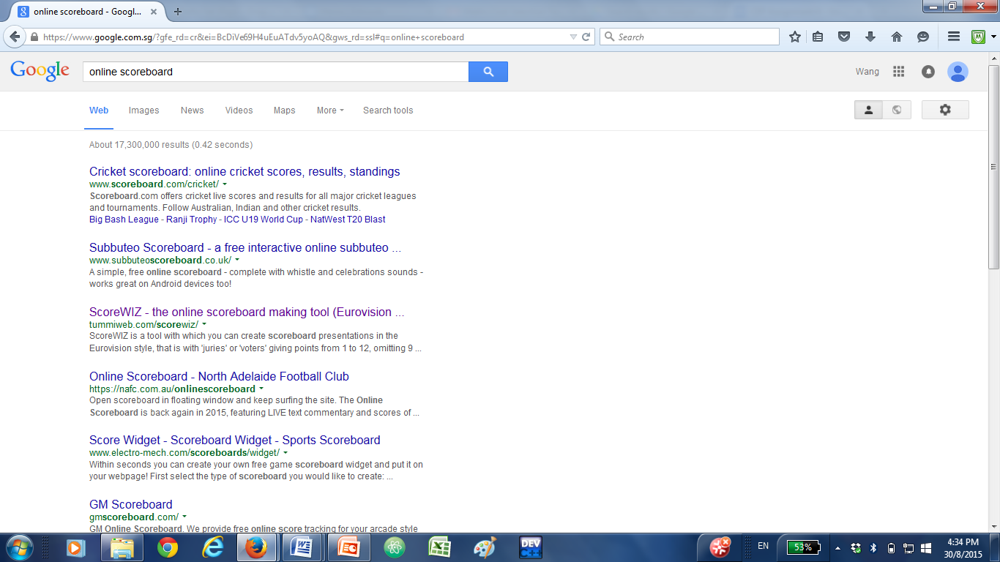 online scoreboard - Googl...
https://www.google.com.sg/?gfe_rd=cr&ei=BcDiVe69H4uEuATdv5yoAQ&gws_rd=ssl#q=online+scoreboard
Search
Google
online scoreboard
Wang
Web Images News Videos Maps More Search tools
About 17,300,000 results (0.42 seconds)
Cricket scoreboard: online cricket scores, results, standings
www.scoreboard.com/cricket/
Scoreboard.com offers cricket live scores and results for all major cricket leagues
and tournaments. Follow Australian, Indian and other cricket results.
Big Bash League - Ranji Trophy - ICC U19 World Cup - NatWest T20 Blast
Subbuteo Scoreboard - a free interactive online subbuteo ...
www.subbuteoscoreboard.co.uk/
A simple, free online scoreboard - complete with whistle and celebrations sounds -
works great on Android devices too!
ScoreWIZ - the online scoreboard making tool (Eurovision ...
tummiweb.com/scorewiz/
ScoreWIZ is a tool with which you can create scoreboard presentations in the
Eurovision style, that is with 'juries' or 'voters' giving points from 1 to 12, omitting 9 ...
Online Scoreboard - North Adelaide Football Club
https://nafc.com.au/onlinescoreboard
Open scoreboard in floating window and keep surfing the site. The Online
Scoreboard is back again in 2015, featuring LIVE text commentary and scores of ...
Score Widget - Scoreboard Widget - Sports Scoreboard
www.electro-mech.com/scoreboards/widget/
Within seconds you can create your own free game scoreboard widget and put it on
your webpage! First select the type of scoreboard you would like to create: ...
GM Scoreboard
gmscoreboard.com/
GM Online Scoreboard. We provide free online score tracking for your arcade style
DEV
C++
EN
53%
4:34 PM
30/8/2015